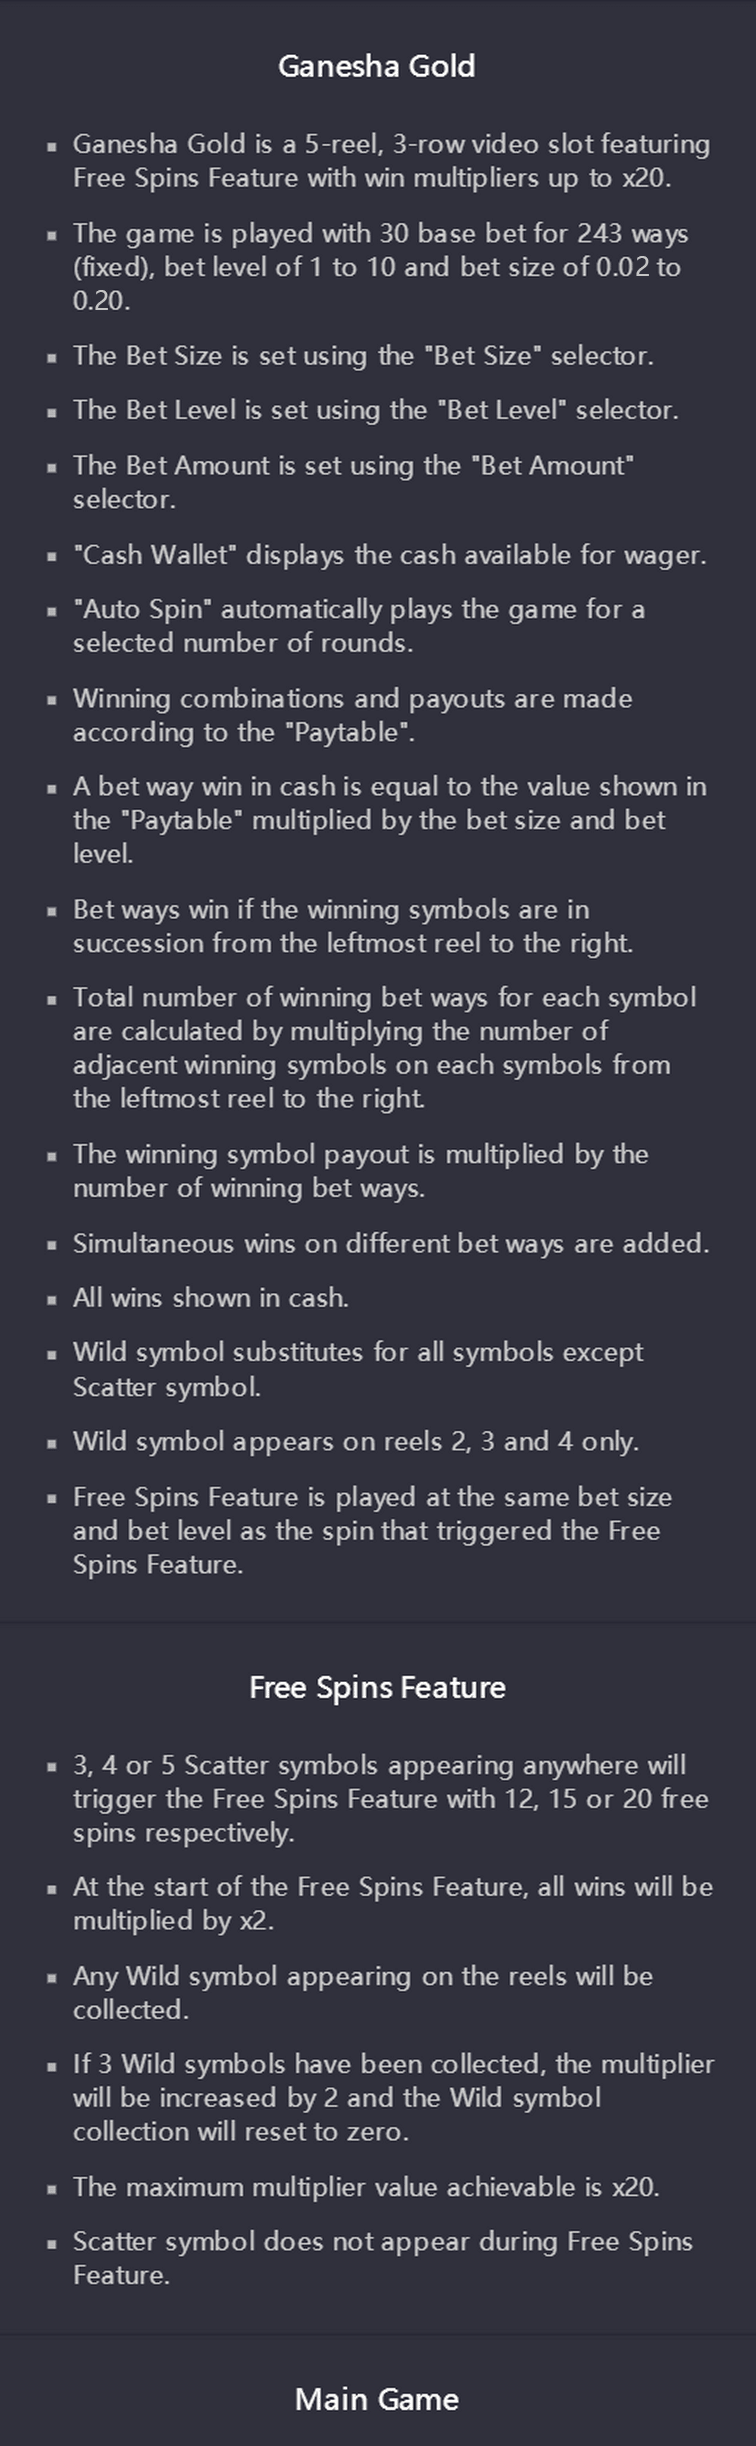 Ganesha Gold
▪ Ganesha Gold is a 5-reel, 3-row video slot featuring
Free Spins Feature with win multipliers up to x20.
▪ The game is played with 30 base bet for 243 ways
(fixed), bet level of 1 to 10 and bet size of 0.02 to
0.20.
▪ The Bet Size is set using the "Bet Size" selector.
▪ The Bet Level is set using the "Bet Level" selector.
▪ The Bet Amount is set using the "Bet Amount"
selector.
▪ "Cash Wallet" displays the cash available for wager.
▪ "Auto Spin" automatically plays the game for a
selected number of rounds.
▪ Winning combinations and payouts are made
according to the "Paytable".
▪ A bet way win in cash is equal to the value shown in
the "Paytable" multiplied by the bet size and bet
level.
▪ Bet ways win if the winning symbols are in
succession from the leftmost reel to the right.
▪ Total number of winning bet ways for each symbol
are calculated by multiplying the number of
adjacent winning symbols on each symbols from
the leftmost reel to the right.
▪ The winning symbol payout is multiplied by the
number of winning bet ways.
▪ Simultaneous wins on different bet ways are added.
▪ All wins shown in cash.
▪ Wild symbol substitutes for all symbols except
Scatter symbol.
▪ Wild symbol appears on reels 2, 3 and 4 only.
▪ Free Spins Feature is played at the same bet size
and bet level as the spin that triggered the Free
Spins Feature.
Free Spins Feature
▪ 3, 4 or 5 Scatter symbols appearing anywhere will
trigger the Free Spins Feature with 12, 15 or 20 free
spins respectively.
▪ At the start of the Free Spins Feature, all wins will be
multiplied by x2.
▪ Any Wild symbol appearing on the reels will be
collected.
▪ If 3 Wild symbols have been collected, the multiplier
will be increased by 2 and the Wild symbol
collection will reset to zero.
▪ The maximum multiplier value achievable is x20.
▪ Scatter symbol does not appear during Free Spins
Feature.
Main Game